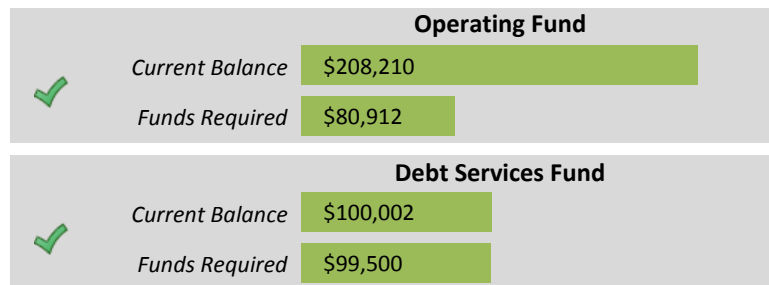 Operating Fund
Current Balance $208,210
Funds Required $80,912
Debt Services Fund
Current Balance $100,002
Funds Required $99,500